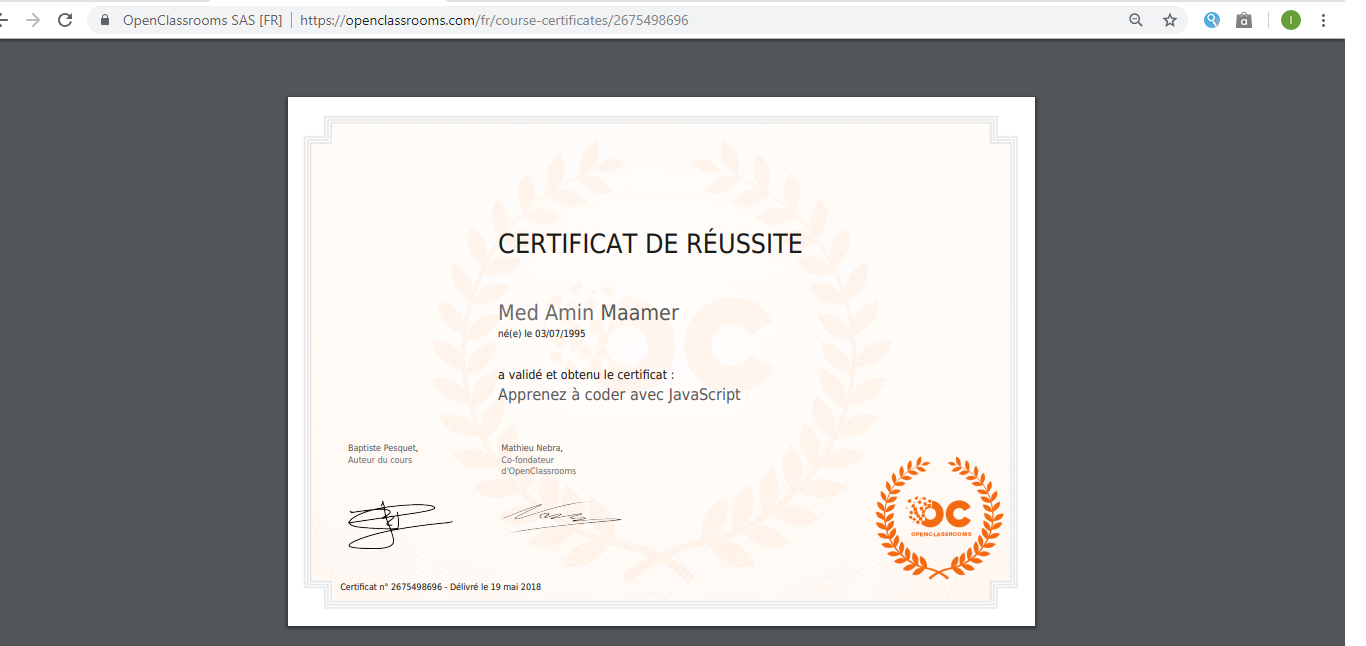 OpenClassrooms SAS [FR] | https://openclassrooms.com/fr/course-certificates/2675498696
CERTIFICAT DE RÉUSSITE
Med Amin Maamer
né(e) le 03/07/1995
a validé et obtenu le certificat :
Apprenez à coder avec JavaScript
Baptiste Pesquet,
Auteur du cours
Mathieu Nebra,
Co-fondateur
d'OpenClassrooms
OC
OPENCLASSROOMS
Certificat n° 2675498696 - Délivré le 19 mai 2018